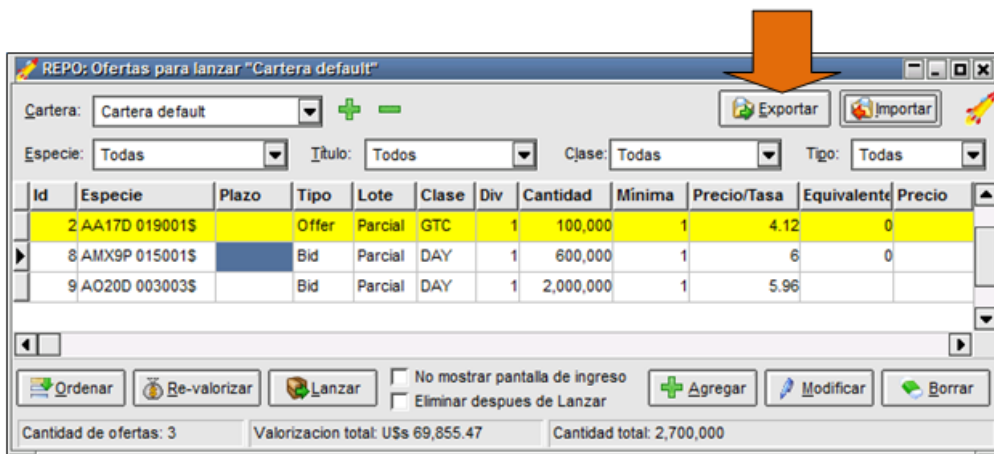 REPO: Ofertas para lanzar "Cartera default"
Cartera: Cartera default Exportar Importar
Especie: Todas Título: Todos Clase: Todas Tipo: Todas
Id Especie Plazo Tipo Lote Clase Div Cantidad Mínima Precio/Tasa Equivalente Precio
2 AA17D 019001$ Offer Parcial GTC 1 100,000 1 4.12 0
8 AMX9P 015001$ Bid Parcial DAY 1 600,000 1 6 0
9 AO20D 003003$ Bid Parcial DAY 1 2,000,000 1 5.96
Ordenar Re-valorizar Lanzar No mostrar pantalla de ingreso Agregar Modificar Borrar
Eliminar despues de Lanzar
Cantidad de ofertas: 3 Valorizacion total: U$s 69,855.47 Cantidad total: 2,700,000